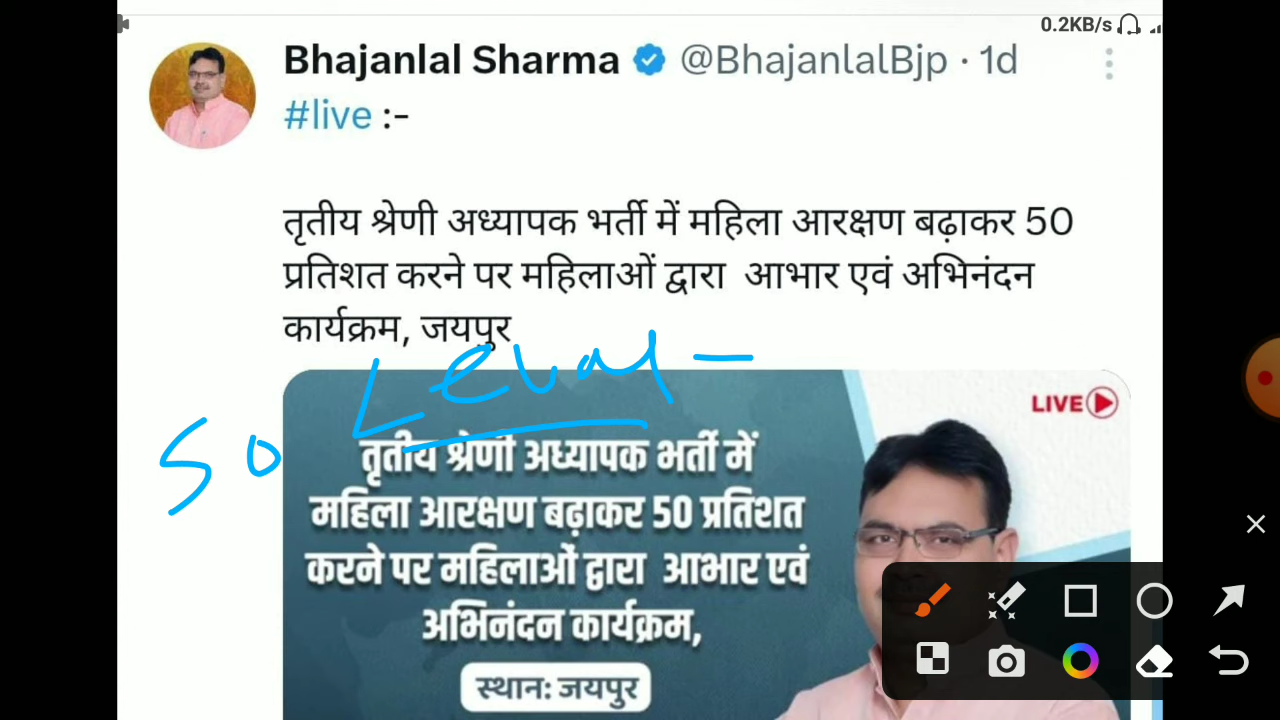 0.2KB/s
Bhajanlal Sharma @BhajanlalBjp · 1d
#live :-
तृतीय श्रेणी अध्यापक भर्ती में महिला आरक्षण बढ़ाकर 50
प्रतिशत करने पर महिलाओं द्वारा आभार एवं अभिनंदन
कार्यक्रम, जयपुर
Leval -
50
LIVE
तृतीय श्रेणी अध्यापक भर्ती में
महिला आरक्षण बढ़ाकर 50 प्रतिशत
करने पर महिलाओं द्वारा आभार एवं
अभिनंदन कार्यक्रम,
स्थान: जयपुर